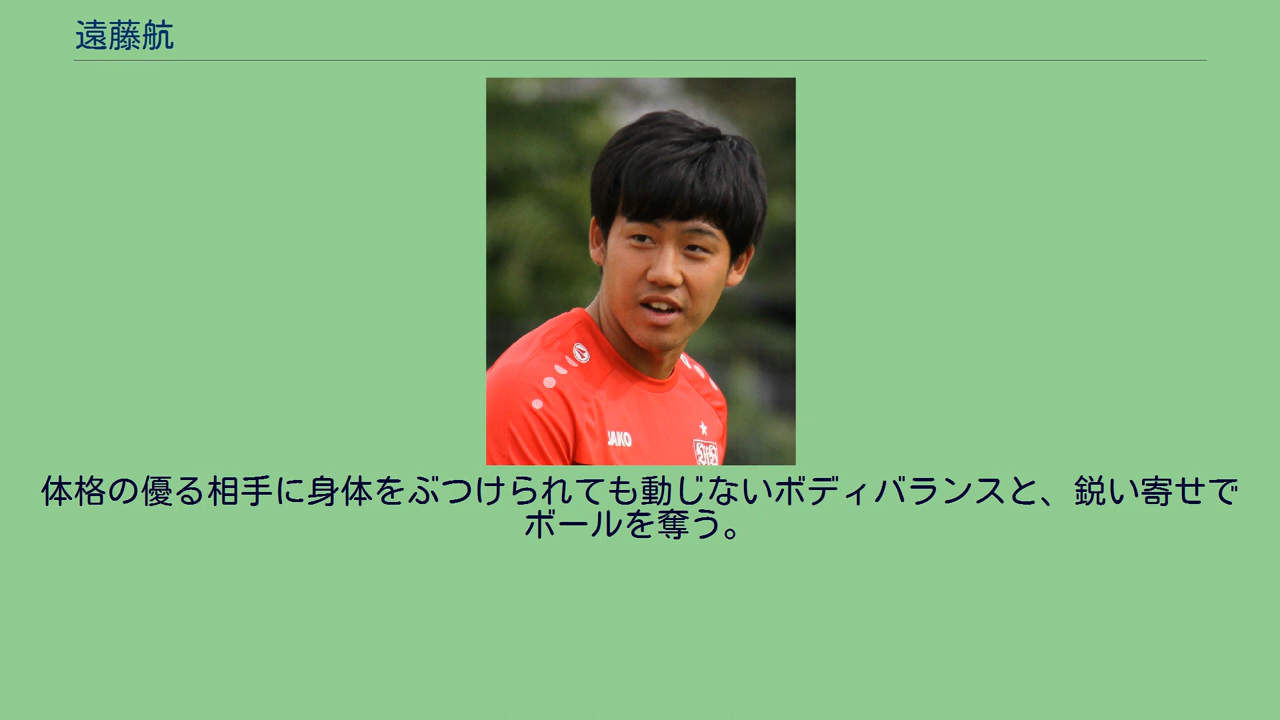 遠藤航
JAKO
体格の優る相手に身体をぶつけられても動じないボディバランスと、鋭い寄せで
ボールを奪う。